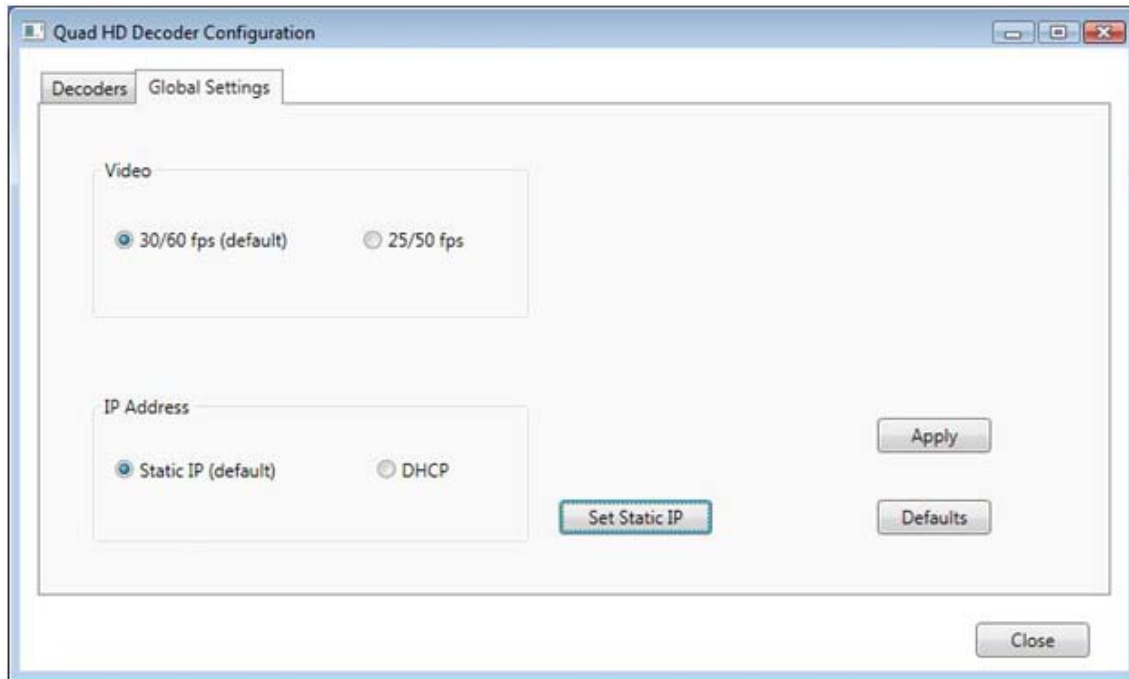 Quad HD Decoder Configuration
Decoders Global Settings
Video
30/60 fps (default) 25/50 fps
IP Address
Apply
Static IP (default) DHCP
Set Static IP Defaults
Close